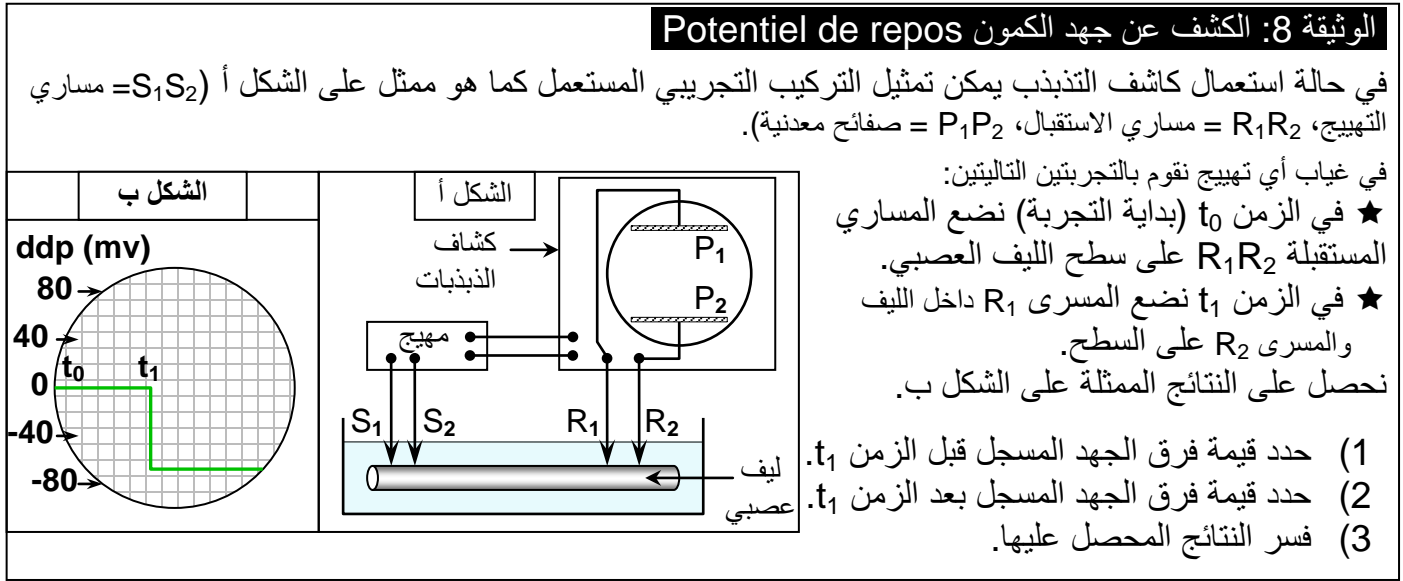 الوثيقة 8: الكشف عن جهد الكمون Potentiel de repos
في حالة استعمال كاشف التذبذب يمكن تمثيل التركيب التجريبي المستعمل كما هو ممثل على الشكل أ (S₁S₂= مساري
التهييج، R₁R₂ = مساري الاستقبال، P₁P₂ = صفائح معدنية).
في غياب أي تهييج نقوم بالتجربتين التاليتين:
★ في الزمن t₀ (بداية التجربة) نضع المساري
المستقبلة R₁R₂ على سطح الليف العصبي.
★ في الزمن t₁ نضع المسرى R₁ داخل الليف
والمسرى R₂ على السطح.
نحصل على النتائج الممثلة على الشكل ب.
1) حدد قيمة فرق الجهد المسجل قبل الزمن t₁.
2) حدد قيمة فرق الجهد المسجل بعد الزمن t₁.
3) فسر النتائج المحصل عليها.
الشكل أ
كشاف
الذبذبات
P₁
P₂
مهيج
S₁ S₂ R₁ R₂
ليف
عصبي
الشكل ب
ddp (mv)
80
40
t₀ t₁
0
-40
-80